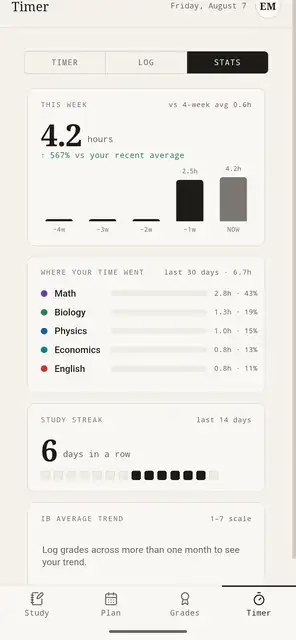 Timer Friday, August 7 EM
TIMER LOG STATS
THIS WEEK vs 4-week avg 0.6h
4.2 hours
↑ 567% vs your recent average
2.5h 4.2h
-4w -3w -2w -1w NOW
WHERE YOUR TIME WENT last 30 days · 6.7h
Math 2.8h · 43%
Biology 1.3h · 19%
Physics 1.0h · 15%
Economics 0.8h · 13%
English 0.8h · 11%
STUDY STREAK last 14 days
6 days in a row
IB AVERAGE TREND 1–7 scale
Log grades across more than one month to see
your trend.
Study Plan Grades Timer